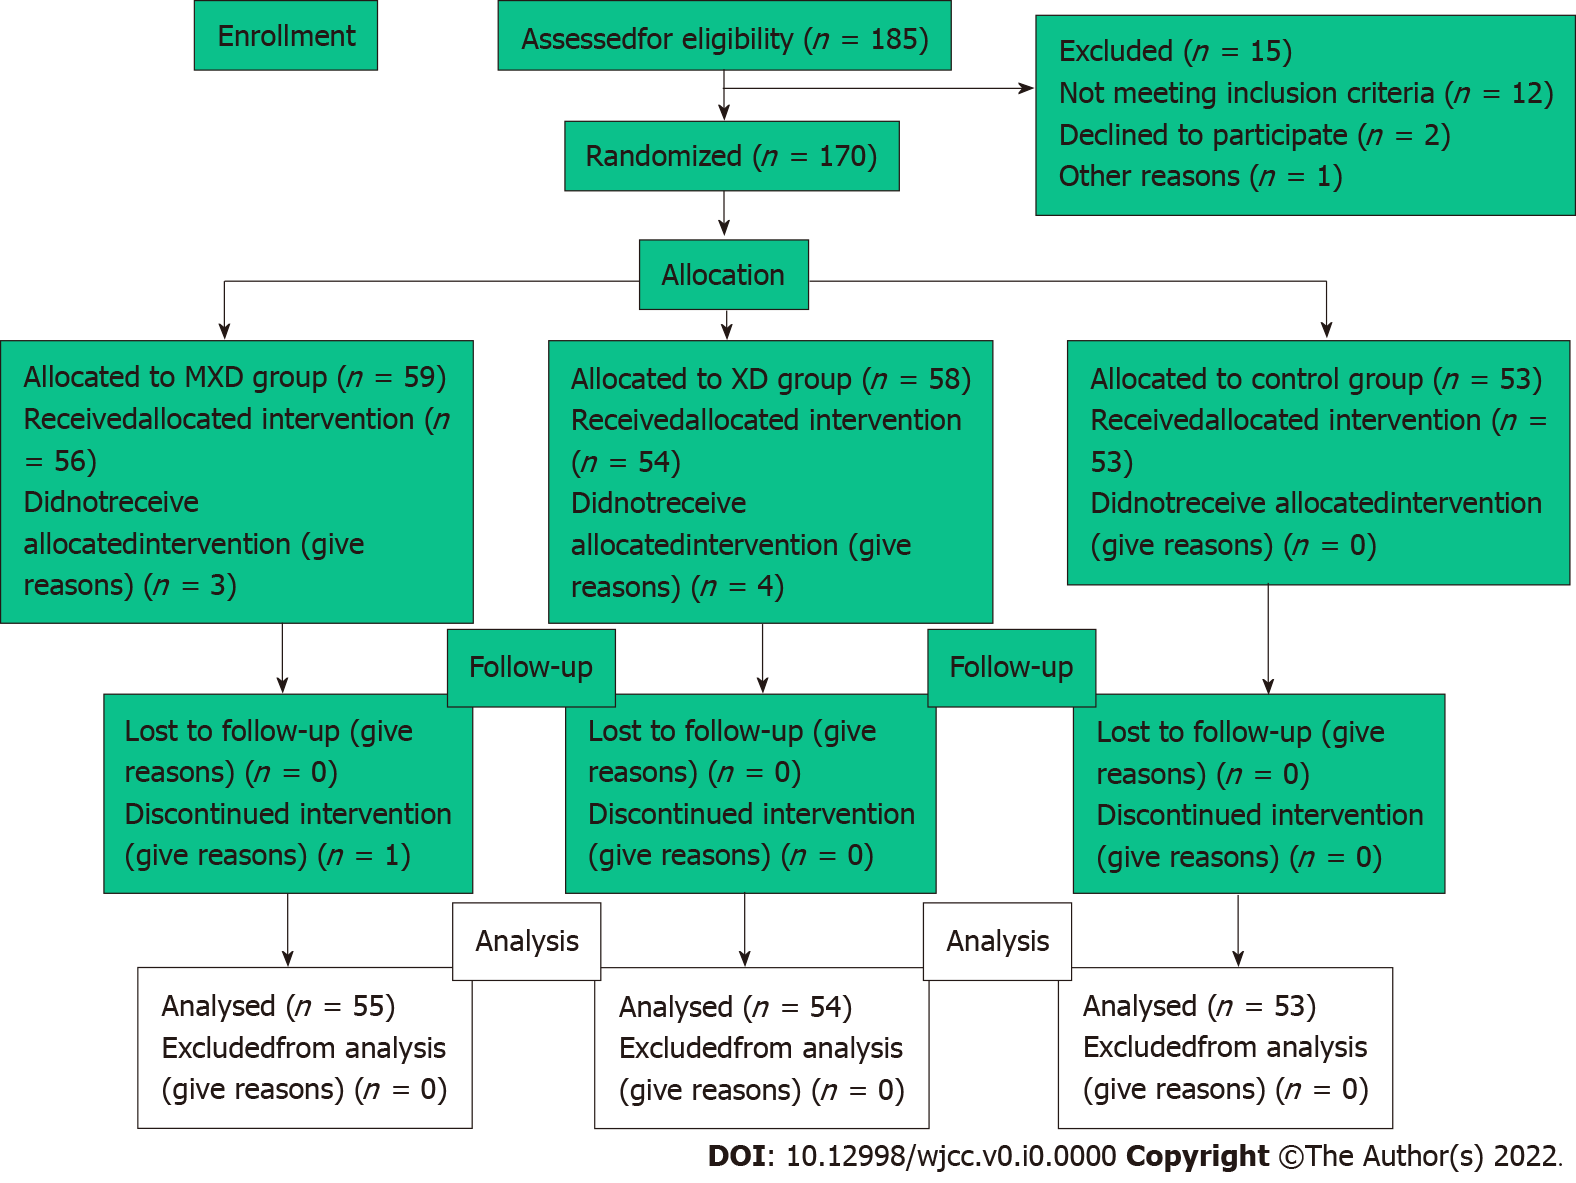 Enrollment
Assessedfor eligibility (n = 185)
Excluded (n = 15)
Not meeting inclusion criteria (n = 12)
Declined to participate (n = 2)
Other reasons (n = 1)
Randomized (n = 170)
Allocation
Allocated to MXD group (n = 59)
Receivedallocated intervention (n
= 56)
Didnotreceive
allocatedintervention (give
reasons) (n = 3)
Allocated to XD group (n = 58)
Receivedallocated intervention
(n = 54)
Didnotreceive
allocatedintervention (give
reasons) (n = 4)
Allocated to control group (n = 53)
Receivedallocated intervention (n =
53)
Didnotreceive allocatedintervention
(give reasons) (n = 0)
Follow-up
Follow-up
Lost to follow-up (give
reasons) (n = 0)
Discontinued intervention
(give reasons) (n = 1)
Lost to follow-up (give
reasons) (n = 0)
Discontinued intervention
(give reasons) (n = 0)
Lost to follow-up (give
reasons) (n = 0)
Discontinued intervention
(give reasons) (n = 0)
Analysis
Analysis
Analysed (n = 55)
Excludedfrom analysis
(give reasons) (n = 0)
Analysed (n = 54)
Excludedfrom analysis
(give reasons) (n = 0)
Analysed (n = 53)
Excludedfrom analysis
(give reasons) (n = 0)
DOI: 10.12998/wjcc.v0.i0.0000 Copyright ©The Author(s) 2022.